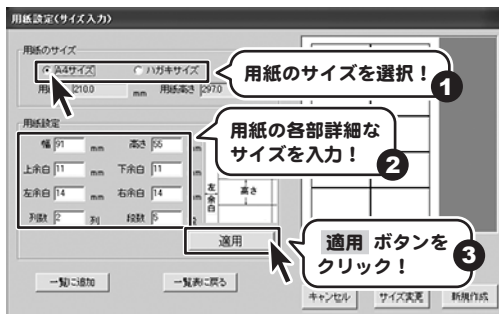 用紙設定(サイズ入力)
用紙のサイズ
A4サイズ ハガキサイズ
用紙のサイズを選択！
1
210.0 mm 用紙高さ 297.0
用紙設定
幅 91 mm 高さ 55
用紙の各部詳細な
サイズを入力！
2
上余白 11 mm 下余白 11 mm
左余白 14 mm 右余白 14 mm
左余白
高さ
列数 2 列 段数 5
適用
適用 ボタンを
クリック！
3
一覧に追加 一覧表に戻る
キャンセル サイズ変更 新規作成